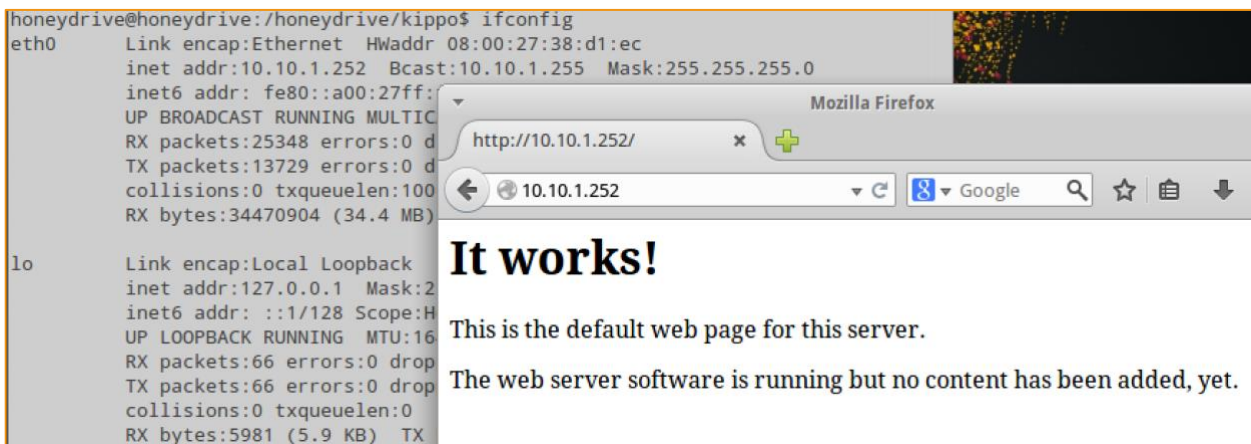 honeydrive@honeydrive:/honeydrive/kippo$ ifconfig
eth0 Link encap:Ethernet HWaddr 08:00:27:38:d1:ec
inet addr:10.10.1.252 Bcast:10.10.1.255 Mask:255.255.255.0
inet6 addr: fe80::a00:27ff:
UP BROADCAST RUNNING MULTIC
RX packets:25348 errors:0 d
TX packets:13729 errors:0 d
collisions:0 txqueuelen:100
RX bytes:34470904 (34.4 MB)
lo Link encap:Local Loopback
inet addr:127.0.0.1 Mask:2
inet6 addr: ::1/128 Scope:H
UP LOOPBACK RUNNING MTU:16
RX packets:66 errors:0 drop
TX packets:66 errors:0 drop
collisions:0 txqueuelen:0
RX bytes:5981 (5.9 KB) TX
Mozilla Firefox
http://10.10.1.252/
10.10.1.252
8 Google
It works!
This is the default web page for this server.
The web server software is running but no content has been added, yet.